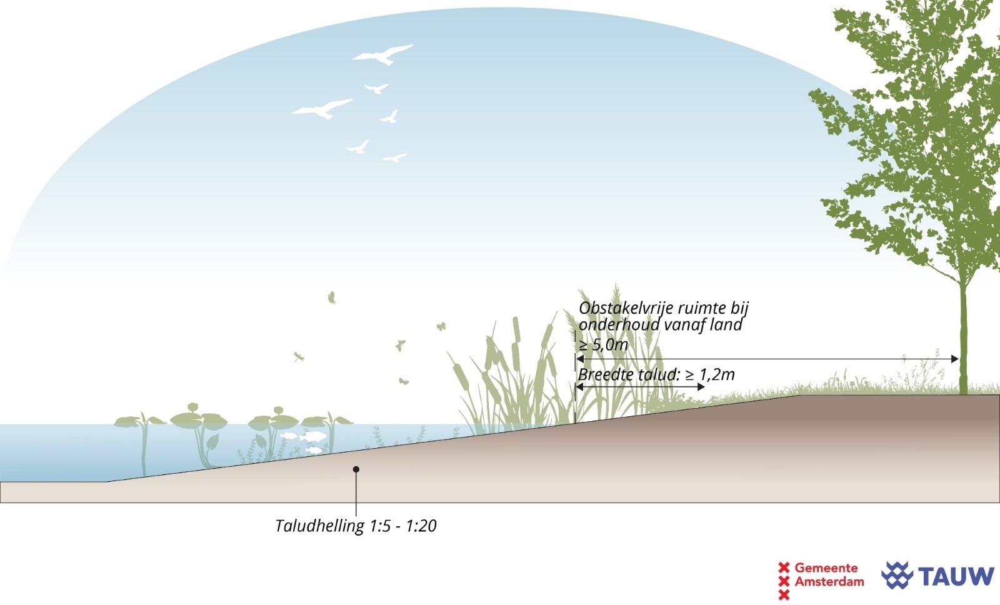 Obstakelvrije ruimte bij
onderhoud vanaf land
≥ 5,0m
Breedte talud: ≥ 1,2m
Taludhelling 1:5 - 1:20
Gemeente
Amsterdam
TAUW